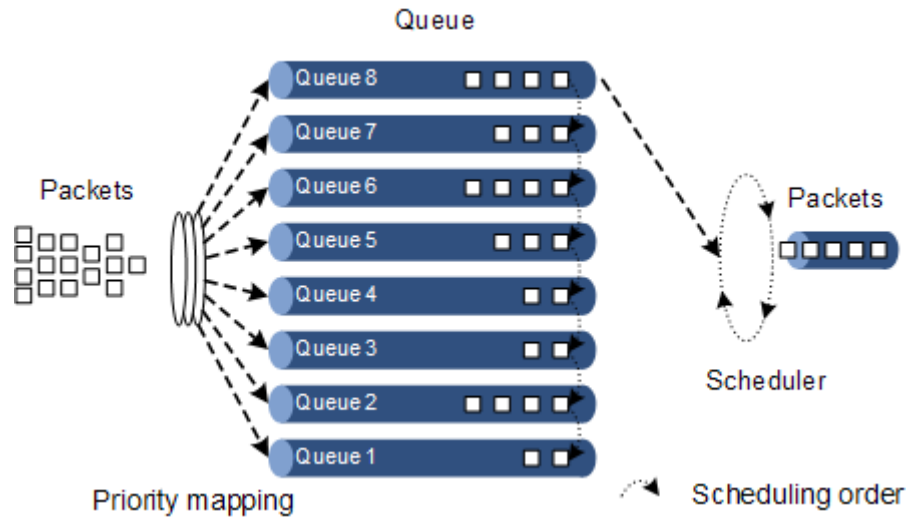 Queue
Queue 8
Queue 7
Queue 6
Queue 5
Queue 4
Queue 3
Queue 2
Queue 1
Packets
Priority mapping
Packets
Scheduler
Scheduling order